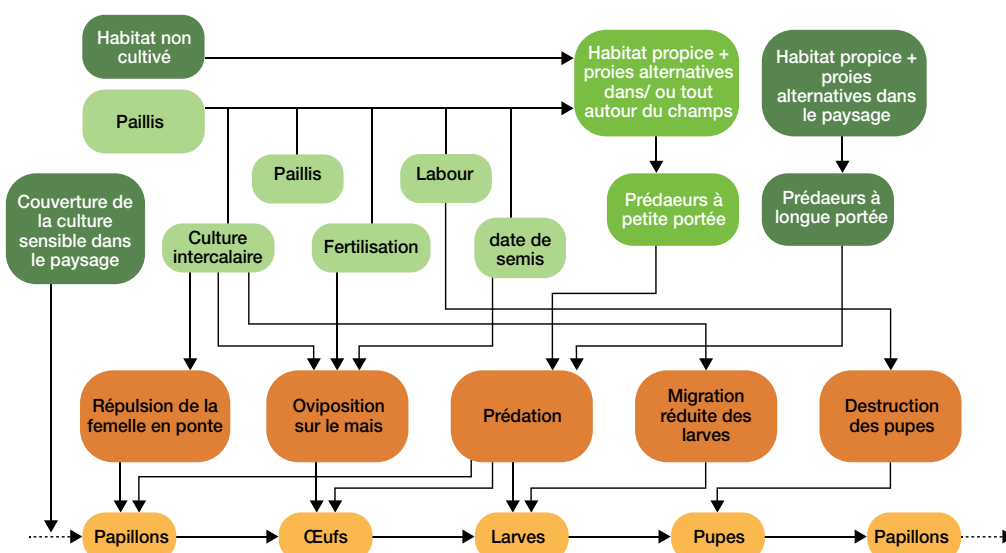 Habitat non
cultivé
Habitat propice +
proies alternatives
dans/ ou tout
autour du champs
Habitat propice +
proies
alternatives dans
le paysage
Paillis
Paillis
Labour
Couverture de
la culture
sensible dans
le paysage
Prédaeurs à
petite portée
Prédaeurs à
longue portée
Culture
intercalaire
Fertilisation
date de
semis
Répulsion de la
femelle en ponte
Oviposition
sur le mais
Prédation
Migration
réduite des
larves
Destruction
des pupes
Papillons
Œufs
Larves
Pupes
Papillons